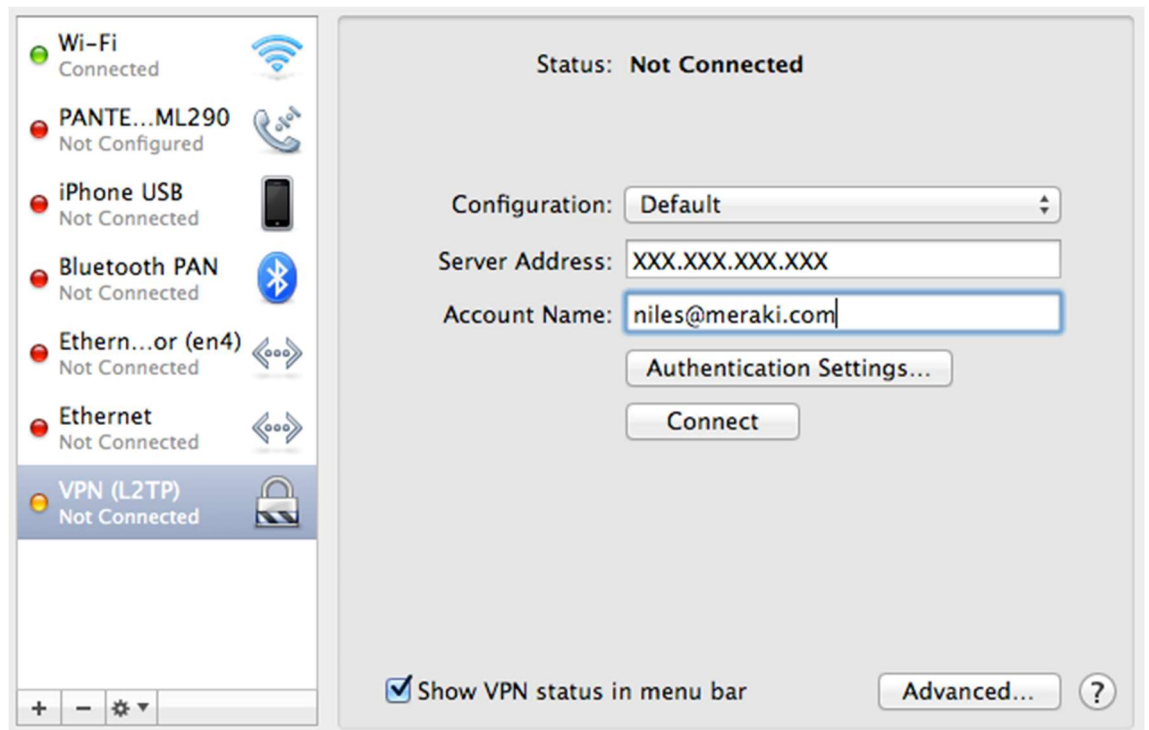 Wi-Fi
Connected
PANTE...ML290
Not Configured
iPhone USB
Not Connected
Bluetooth PAN
Not Connected
Ethern...or (en4)
Not Connected
Ethernet
Not Connected
VPN (L2TP)
Not Connected
Status: Not Connected
Configuration: Default
Server Address: XXX.XXX.XXX.XXX
Account Name: niles@meraki.com
Authentication Settings...
Connect
Show VPN status in menu bar
Advanced...
?